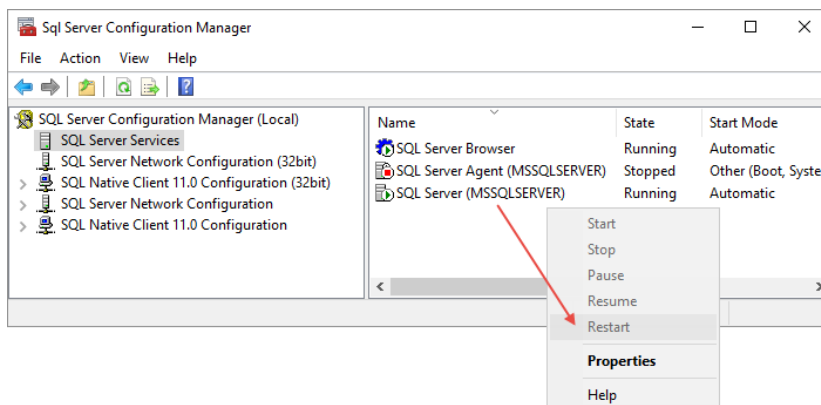 Sql Server Configuration Manager
File Action View Help
SQL Server Configuration Manager (Local)
SQL Server Services
SQL Server Network Configuration (32bit)
SQL Native Client 11.0 Configuration (32bit)
SQL Server Network Configuration
SQL Native Client 11.0 Configuration
Name State Start Mode
SQL Server Browser Running Automatic
SQL Server Agent (MSSQLSERVER) Stopped Other (Boot, Syste
SQL Server (MSSQLSERVER) Running Automatic
Start
Stop
Pause
Resume
Restart
Properties
Help